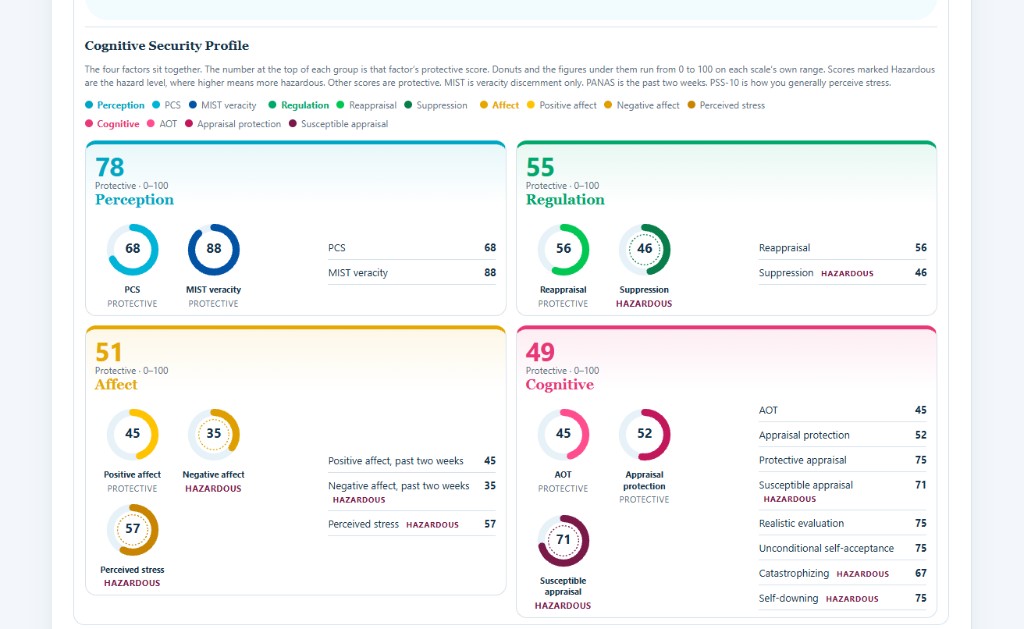 Cognitive Security Profile
The four factors sit together. The number at the top of each group is that factor's protective score. Donuts and the figures under them run from 0 to 100 on each scale's own range. Scores marked Hazardous
are the hazard level, where higher means more hazardous. Other scores are protective. MIST is veracity discernment only. PANAS is the past two weeks. PSS-10 is how you generally perceive stress.
Perception PCS MIST veracity Regulation Reappraisal Suppression Affect Positive affect Negative affect Perceived stress
Cognitive AOT Appraisal protection Susceptible appraisal
78
Protective · 0–100
Perception
68
88
PCS
PROTECTIVE
MIST veracity
PROTECTIVE
PCS 68
MIST veracity 88
55
Protective · 0–100
Regulation
56
46
Reappraisal
PROTECTIVE
Suppression
HAZARDOUS
Reappraisal 56
Suppression HAZARDOUS 46
51
Protective · 0–100
Affect
45
35
Positive affect
PROTECTIVE
Negative affect
HAZARDOUS
57
Perceived stress
HAZARDOUS
Positive affect, past two weeks 45
Negative affect, past two weeks 35
HAZARDOUS
Perceived stress HAZARDOUS 57
49
Protective · 0–100
Cognitive
45
52
AOT
PROTECTIVE
Appraisal
protection
PROTECTIVE
71
Susceptible
appraisal
HAZARDOUS
AOT 45
Appraisal protection 52
Protective appraisal 75
Susceptible appraisal 71
HAZARDOUS
Realistic evaluation 75
Unconditional self-acceptance 75
Catastrophizing HAZARDOUS 67
Self-downing HAZARDOUS 75